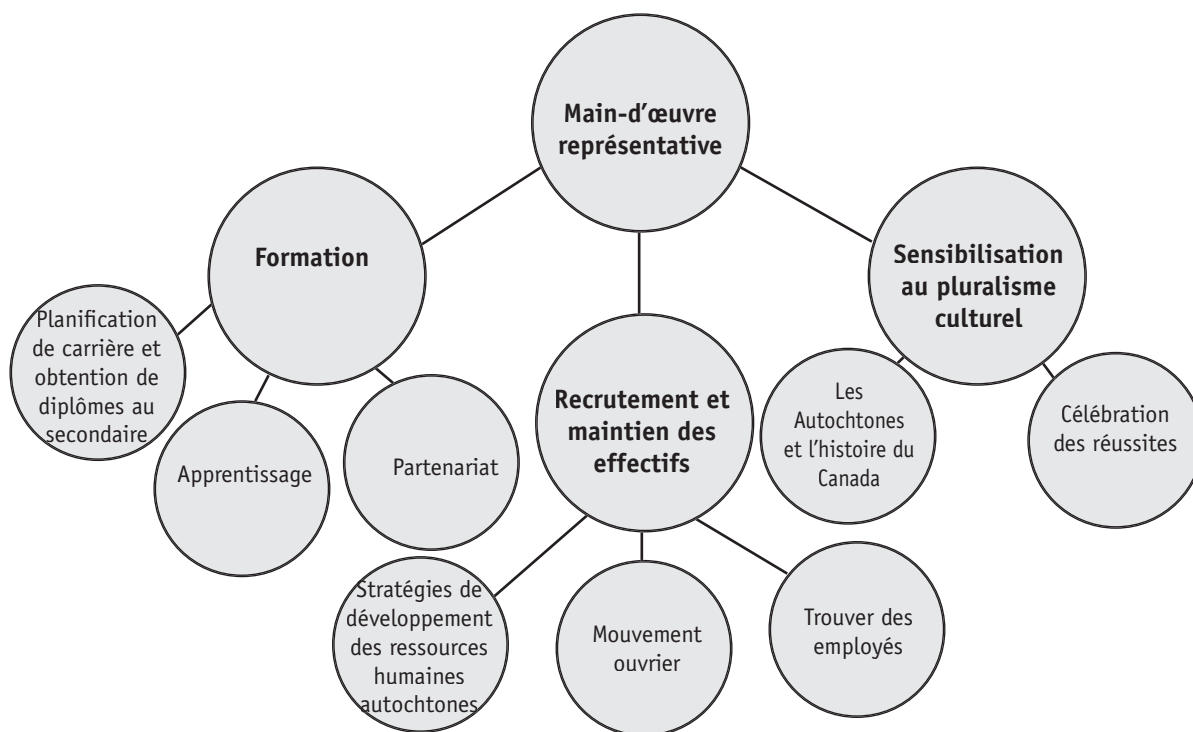 Main-d'œuvre
représentative
Formation
Sensibilisation
au pluralisme
culturel
Planification
de carrière et
obtention de
diplômes au
secondaire
Apprentissage
Partenariat
Recrutement et
maintien des
effectifs
Les
Autochtones
et l'histoire du
Canada
Célébration
des réussites
Stratégies de
développement
des ressources
humaines
autochtones
Mouvement
ouvrier
Trouver des
employés